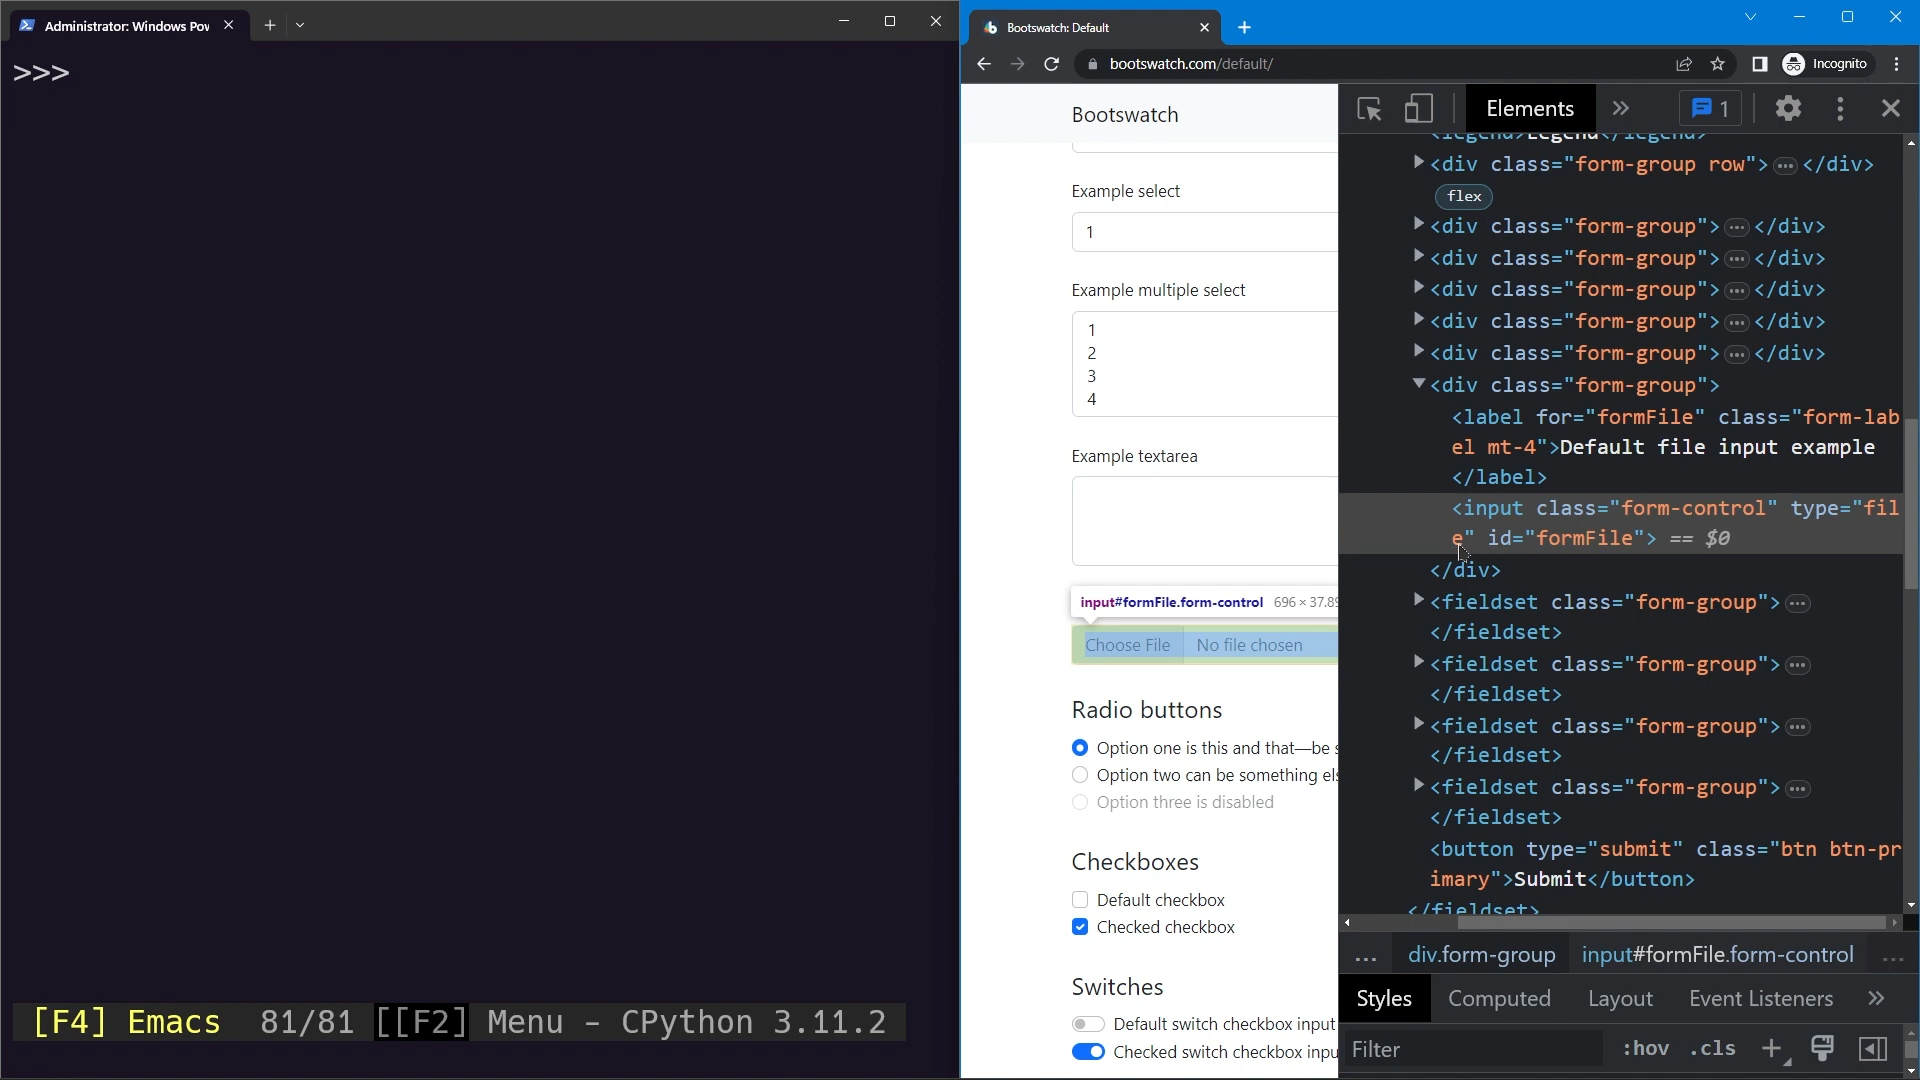 Administrator: Windows Pow
>>>
[F4] Emacs 81/81 [[F2] Menu – CPython 3.11.2
Bootswatch: Default
bootswatch.com/default/
Incognito
Bootswatch
Example select
1
Example multiple select
1
2
3
4
Example textarea
input#formFile.form-control 696 × 37.89
Choose File No file chosen
Radio buttons
Option one is this and that—be s
Option two can be something els
Option three is disabled
Checkboxes
Default checkbox
Checked checkbox
Switches
Default switch checkbox input
Checked switch checkbox inpu
Elements
1
<legend>Legend</legend>
<div class="form-group row">…</div>
flex
<div class="form-group">…</div>
<div class="form-group">…</div>
<div class="form-group">…</div>
<div class="form-group">…</div>
<div class="form-group">…</div>
<div class="form-group">
<label for="formFile" class="form-lab
el mt-4">Default file input example
</label>
<input class="form-control" type="fil
e" id="formFile"> == $0
</div>
<fieldset class="form-group">…
</fieldset>
<fieldset class="form-group">…
</fieldset>
<fieldset class="form-group">…
</fieldset>
<fieldset class="form-group">…
</fieldset>
<button type="submit" class="btn btn-pr
imary">Submit</button>
</fieldset>
… div.form-group input#formFile.form-control …
Styles Computed Layout Event Listeners
Filter :hov .cls